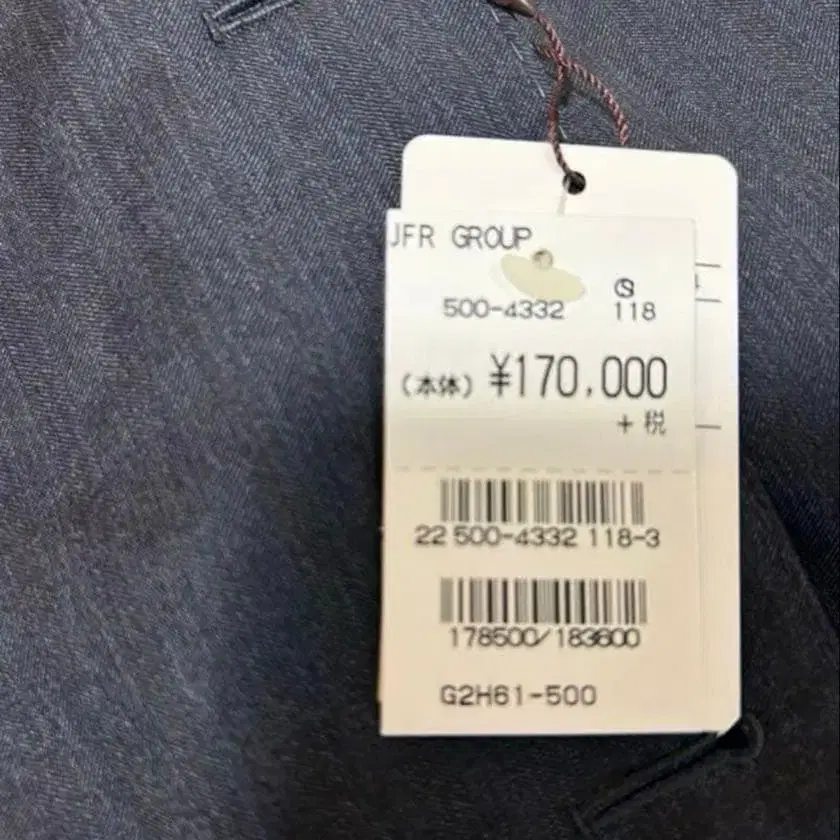 JFR GROUP
500-4332 118
(本体) ¥170,000
+ 税
22 500-4332 118-3
178500/183600
G2H61-500